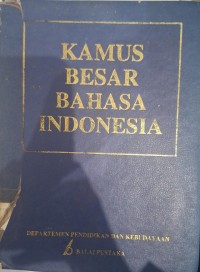 KAMUS
BESAR
BAHASA
INDONESIA
DEPARTEMEN PENDIDIKAN DAN KEBUDAYAAN
BALAI PUSTAKA